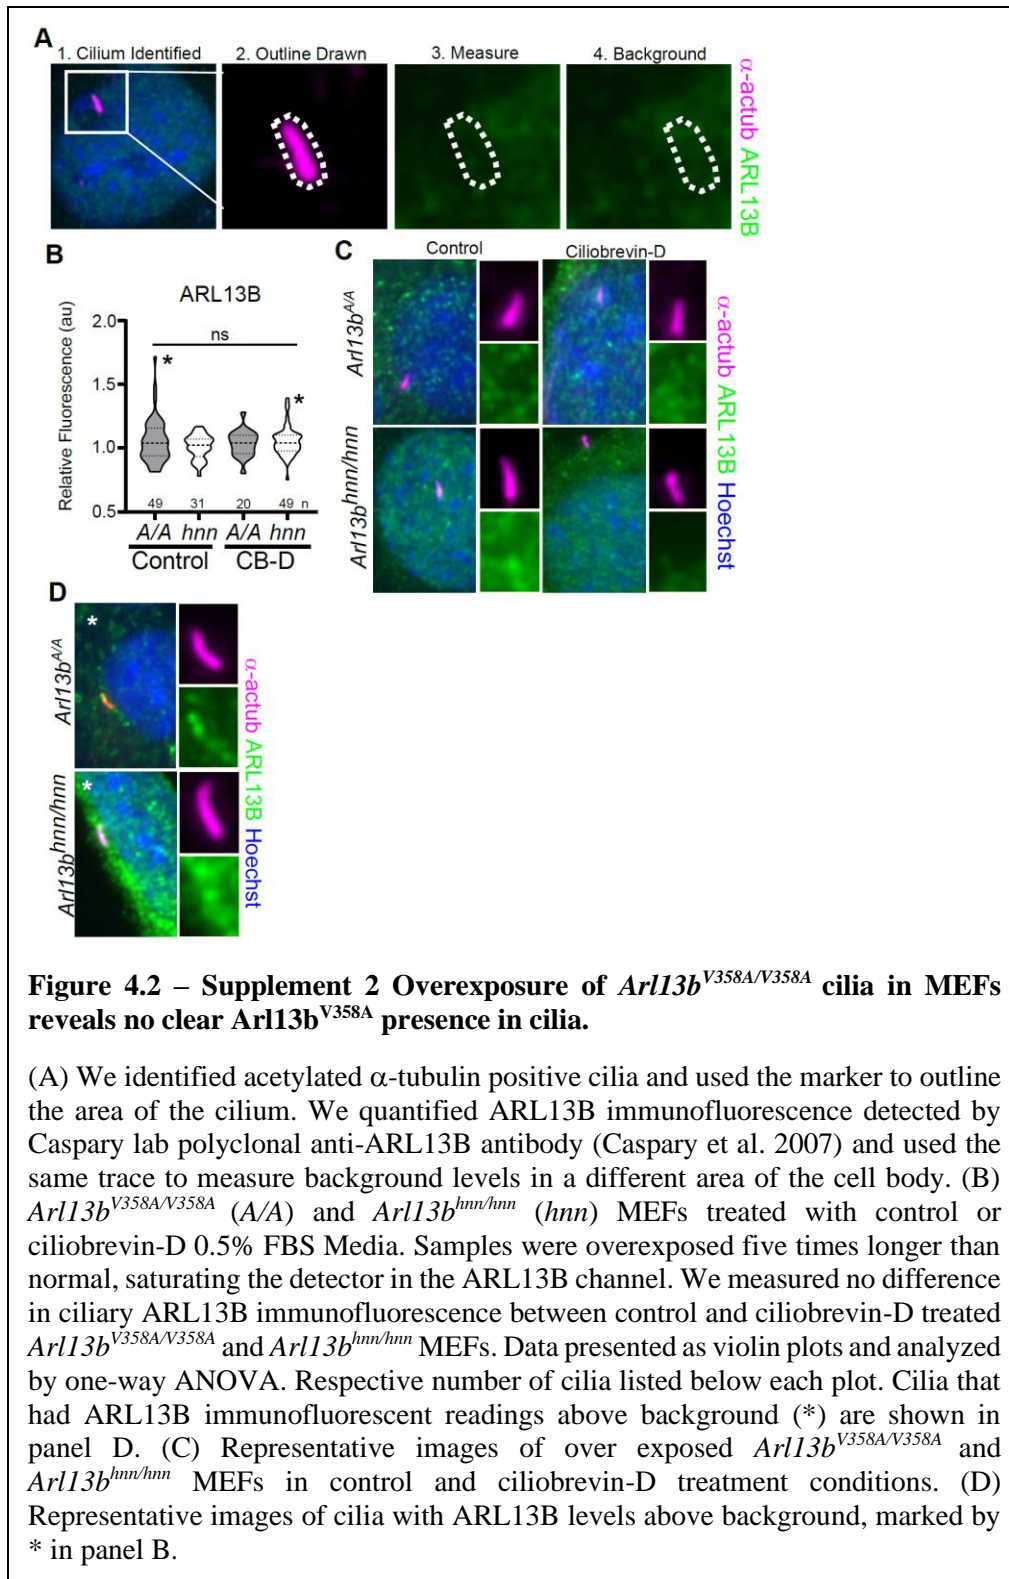 A
1. Cilium Identified 2. Outline Drawn 3. Measure 4. Background
α-actub ARL13B
B
ARL13B
Relative Fluorescence (au)
2.0
1.5
1.0
0.5
ns
*
*
49 31 20 49 n
A/A hnn A/A hnn
Control CB-D
C
Control Ciliobrevin-D
Arl13b^A/A
Arl13b^hnn/hnn
α-actub ARL13B Hoechst
D
*
Arl13b^A/A
*
Arl13b^hnn/hnn
α-actub ARL13B Hoechst
Figure 4.2 – Supplement 2 Overexposure of Arl13b^V358A/V358A cilia in MEFs
reveals no clear Arl13b^V358A presence in cilia.
(A) We identified acetylated α-tubulin positive cilia and used the marker to outline
the area of the cilium. We quantified ARL13B immunofluorescence detected by
Caspary lab polyclonal anti-ARL13B antibody (Caspary et al. 2007) and used the
same trace to measure background levels in a different area of the cell body. (B)
Arl13b^V358A/V358A (A/A) and Arl13b^hnn/hnn (hnn) MEFs treated with control or
ciliobrevin-D 0.5% FBS Media. Samples were overexposed five times longer than
normal, saturating the detector in the ARL13B channel. We measured no difference
in ciliary ARL13B immunofluorescence between control and ciliobrevin-D treated
Arl13b^V358A/V358A and Arl13b^hnn/hnn MEFs. Data presented as violin plots and analyzed
by one-way ANOVA. Respective number of cilia listed below each plot. Cilia that
had ARL13B immunofluorescent readings above background (*) are shown in
panel D. (C) Representative images of over exposed Arl13b^V358A/V358A and
Arl13b^hnn/hnn MEFs in control and ciliobrevin-D treatment conditions. (D)
Representative images of cilia with ARL13B levels above background, marked by
* in panel B.